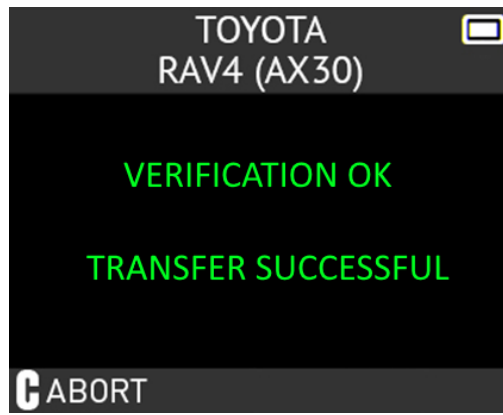 TOYOTA
RAV4 (AX30)
VERIFICATION OK
TRANSFER SUCCESSFUL
C ABORT